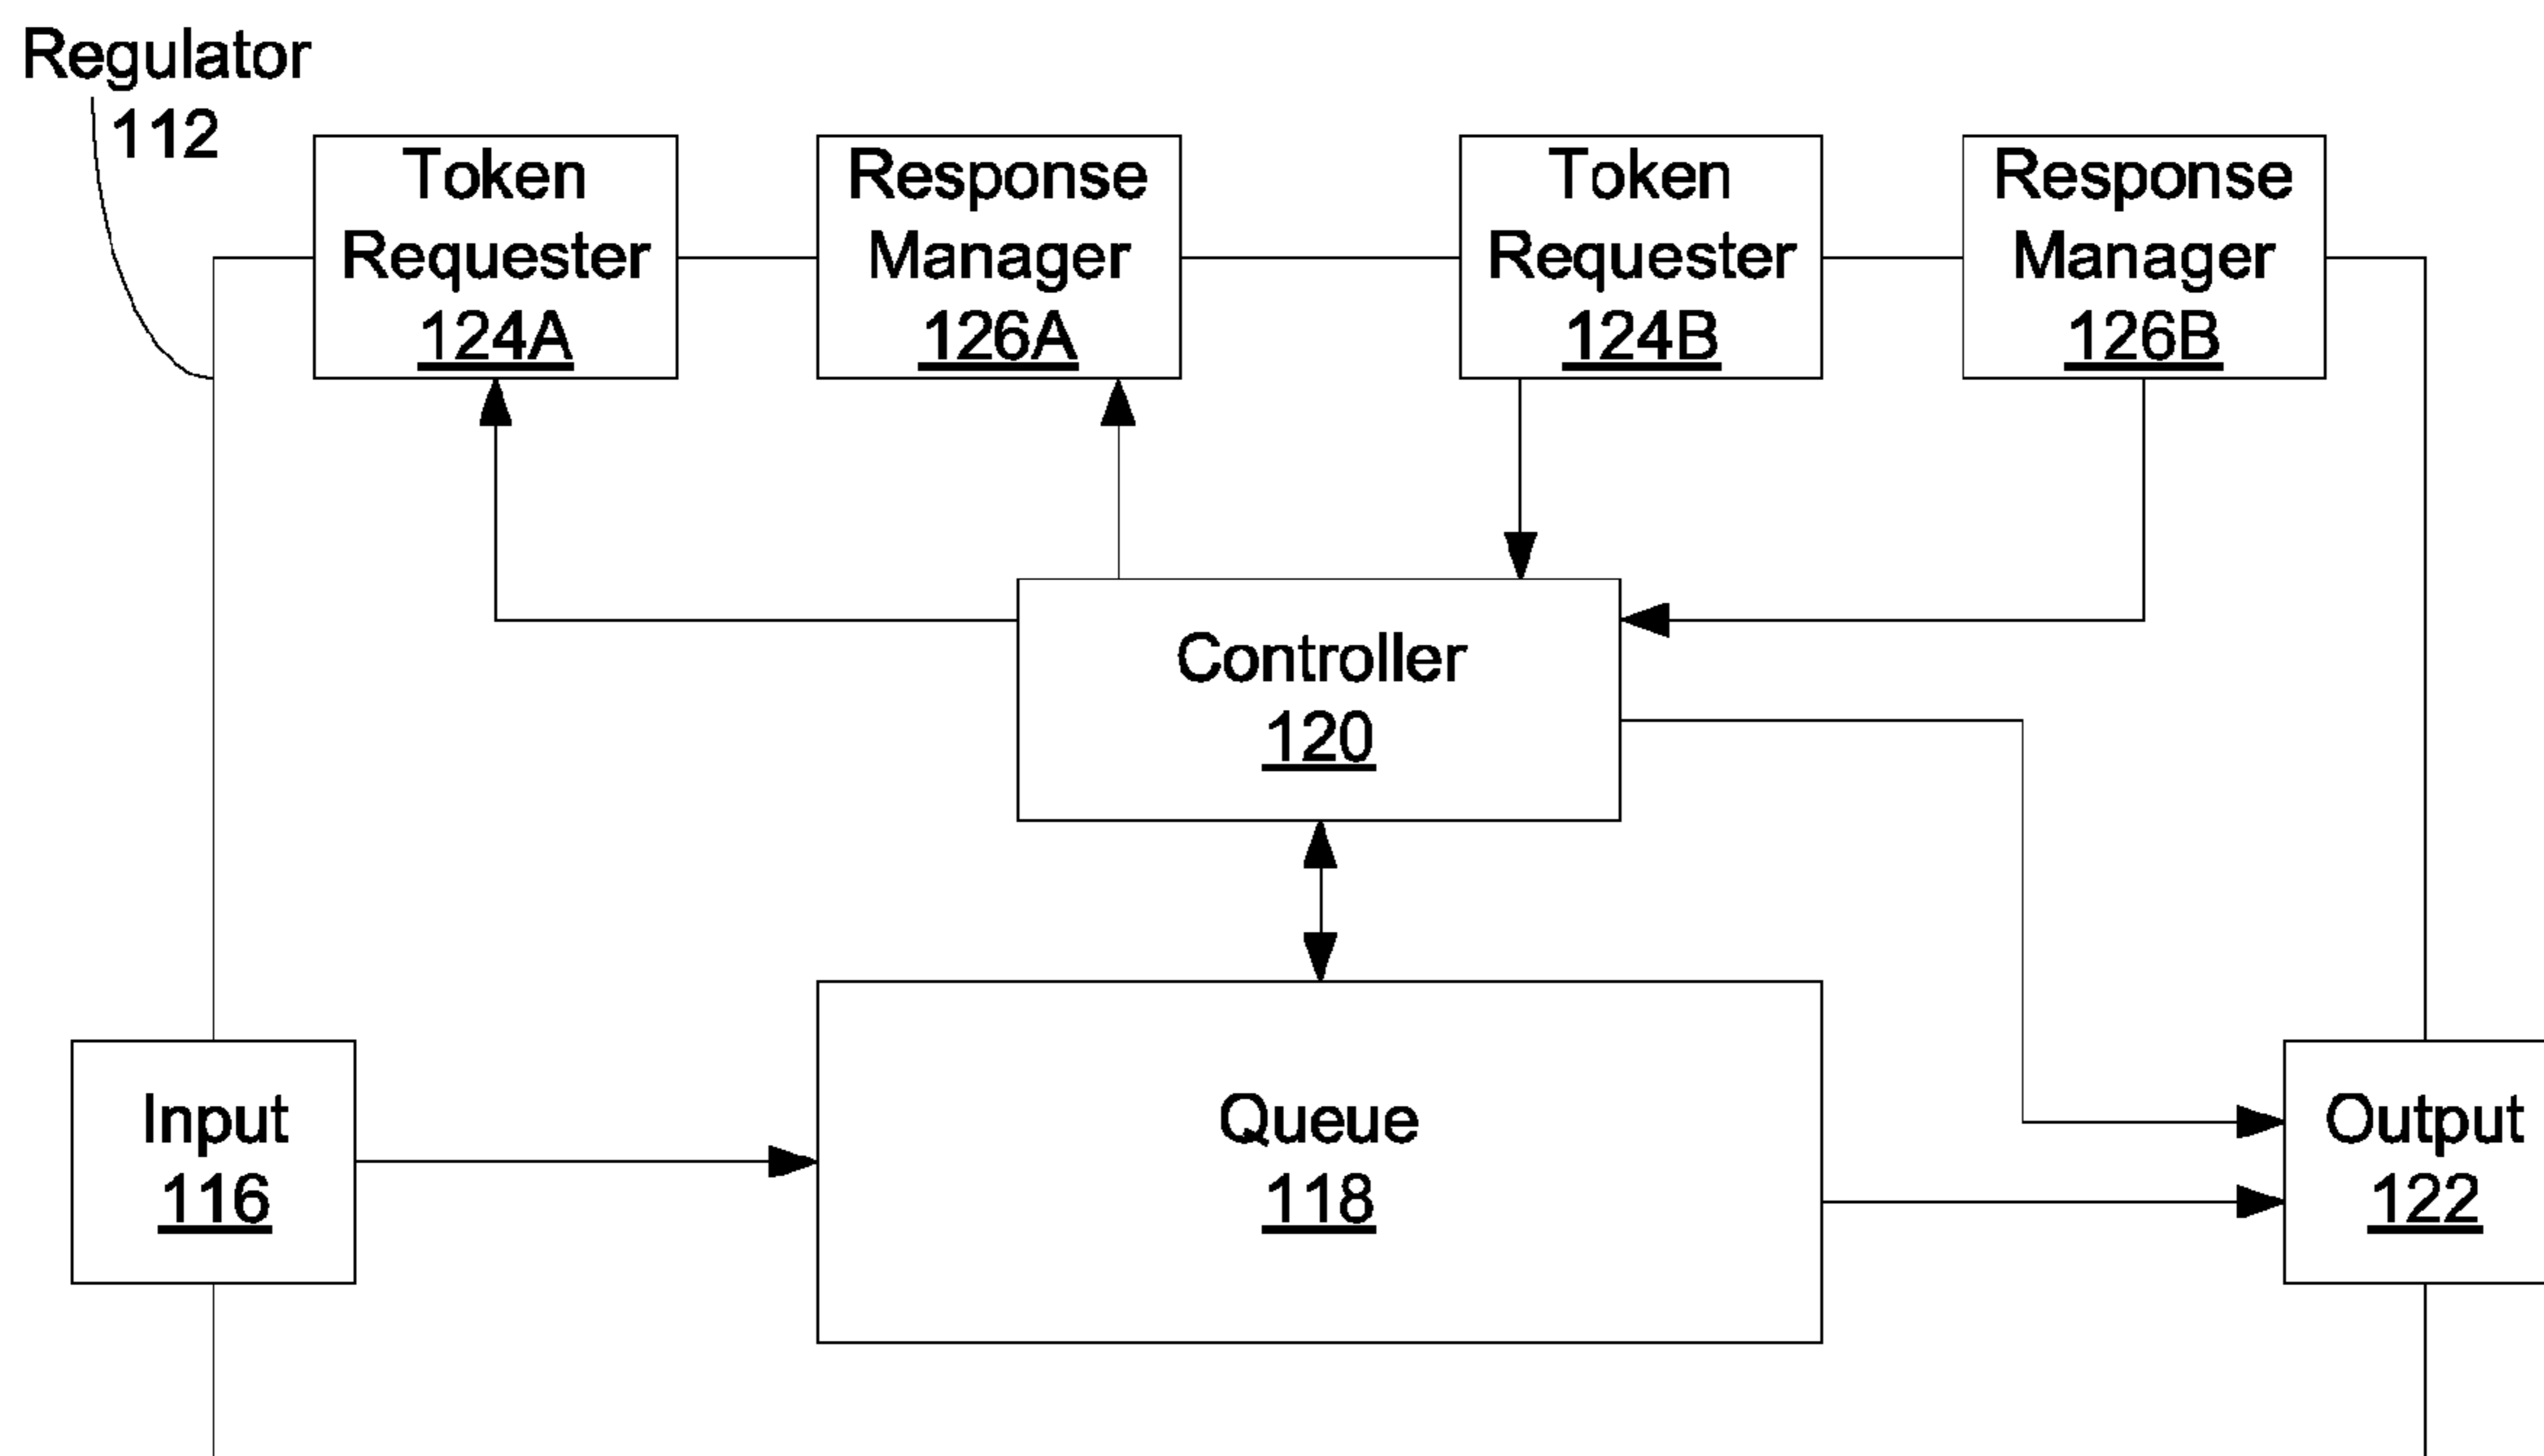 Regulator
112
Token
Requester
124A
Response
Manager
126A
Token
Requester
124B
Response
Manager
126B
Controller
120
Input
116
Queue
118
Output
122